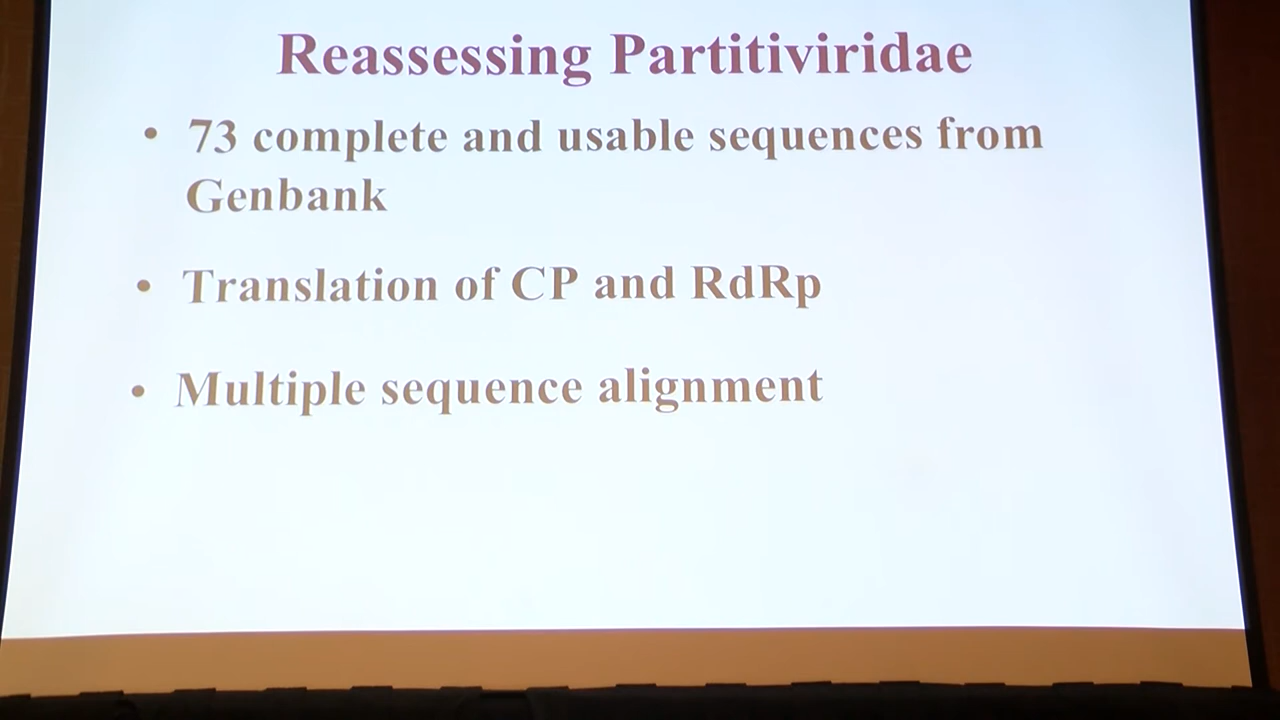 Reassessing Partitiviridae
• 73 complete and usable sequences from
Genbank
• Translation of CP and RdRp
• Multiple sequence alignment